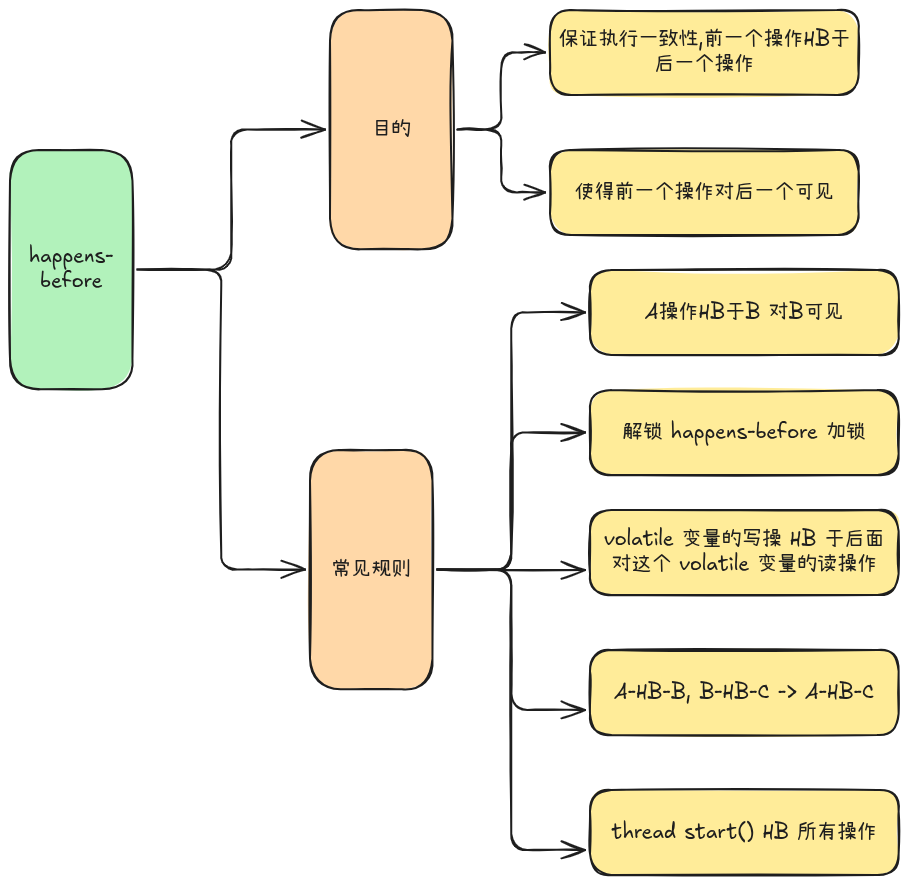 happens-
before
目的
保证执行一致性,前一个操作HB于
后一个操作
使得前一个操作对后一个可见
常见规则
A操作HB于B 对B可见
解锁 happens-before 加锁
volatile 变量的写操 HB 于后面
对这个 volatile 变量的读操作
A-HB-B, B-HB-C -> A-HB-C
thread start() HB 所有操作